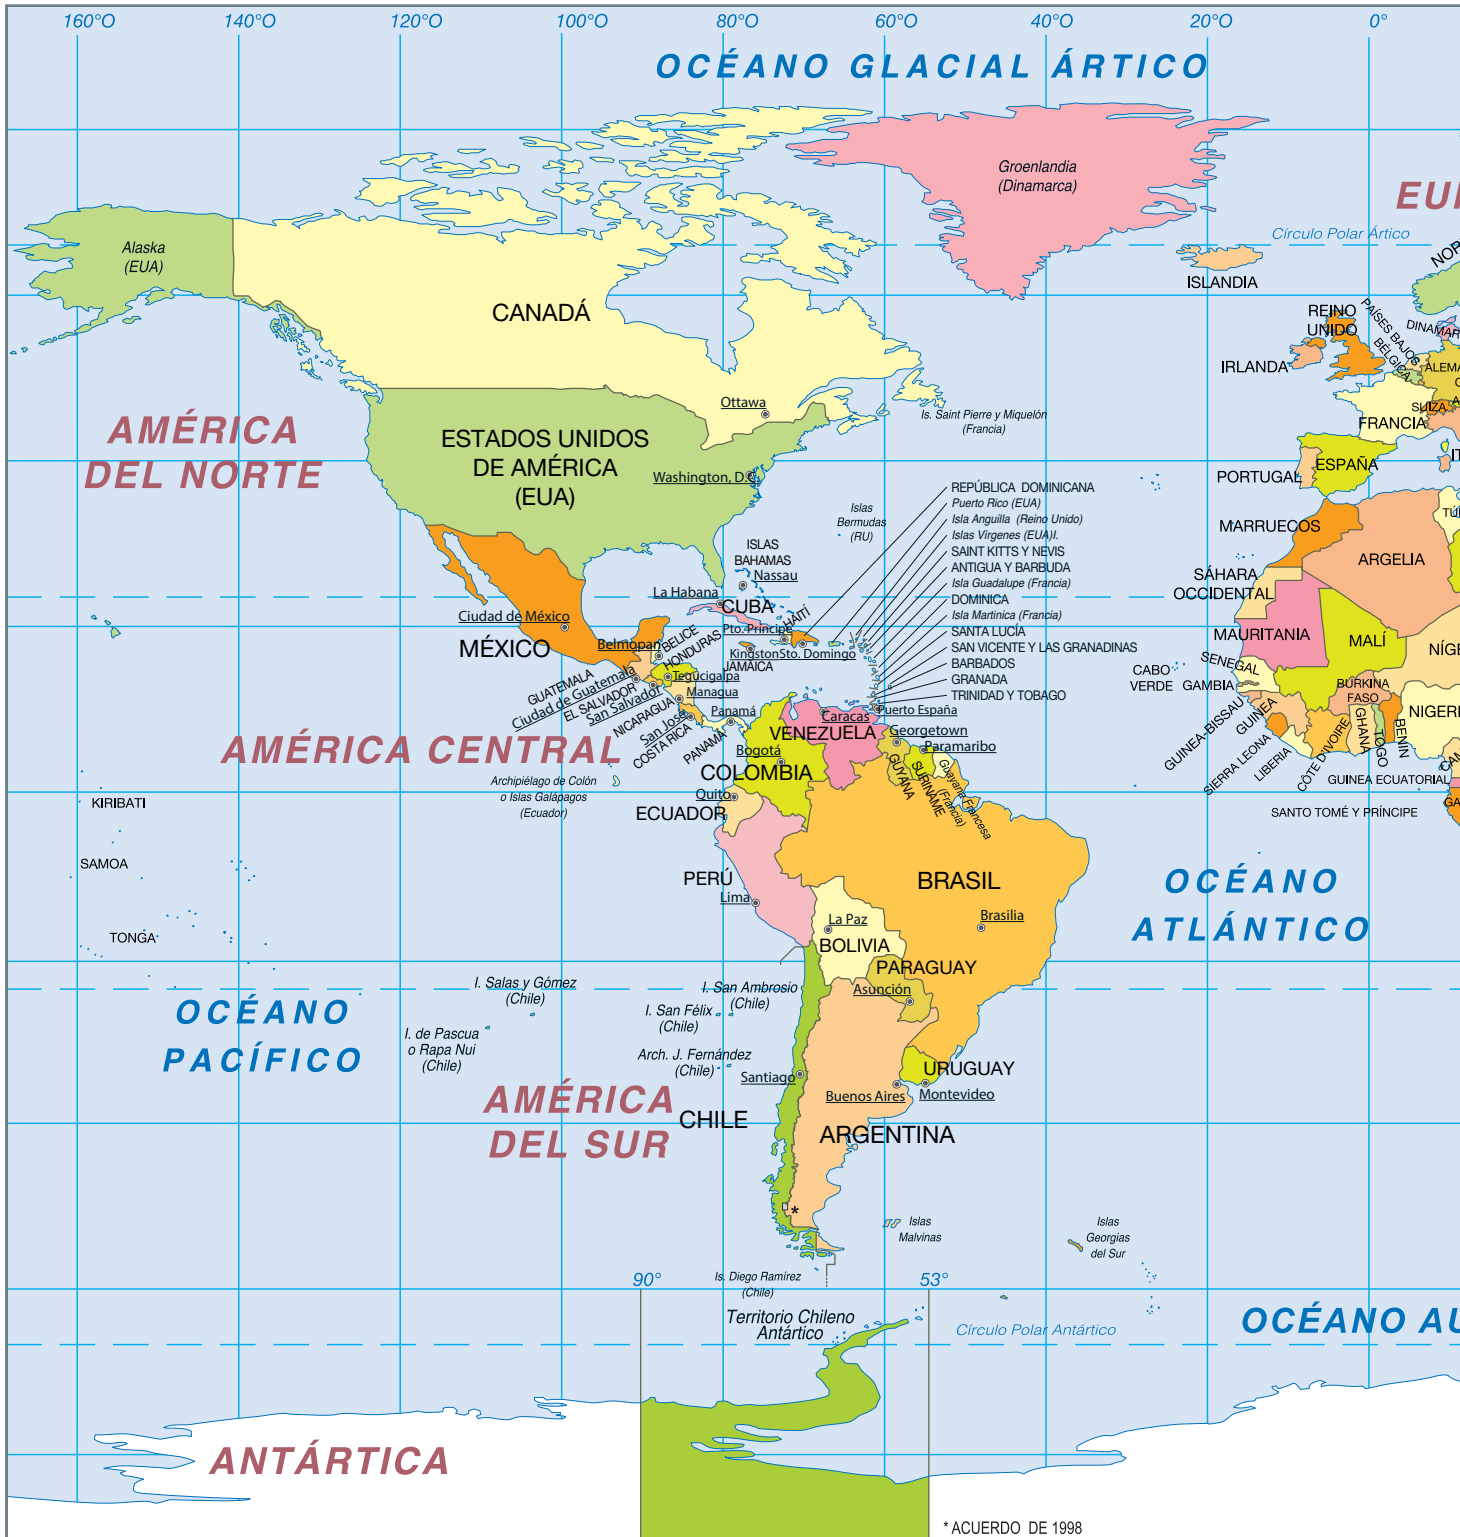 160°O 140°O 120°O 100°O 80°O 60°O 40°O 20°O 0°
OCÉANO GLACIAL ÁRTICO
Groenlandia
(Dinamarca)
Alaska
(EUA)
Círculo Polar Ártico
ISLANDIA
CANADÁ
REINO
UNIDO
PAÍSES BAJOS
BÉLGICA
IRLANDA
SUIZA
FRANCIA
ESPAÑA
PORTUGAL
Ottawa
Is. Saint Pierre y Miquelón
(Francia)
AMÉRICA
DEL NORTE
ESTADOS UNIDOS
DE AMÉRICA
(EUA)
Washington, D.C.
REPÚBLICA DOMINICANA
Puerto Rico (EUA)
Isla Anguilla (Reino Unido)
Islas Vírgenes (EUA)I.
SAINT KITTS Y NEVIS
ANTIGUA Y BARBUDA
Isla Guadalupe (Francia)
DOMINICA
Isla Martinica (Francia)
SANTA LUCÍA
SAN VICENTE Y LAS GRANADINAS
BARBADOS
GRANADA
TRINIDAD Y TOBAGO
Islas
Bermudas
(RU)
ISLAS
BAHAMAS
Nassau
La Habana
CUBA
HAITÍ
Pto. Príncipe
Kingston
Sto. Domingo
JAMAICA
Ciudad de México
MÉXICO
Belmopan
BELICE
HONDURAS
Tegucigalpa
GUATEMALA
Ciudad de Guatemala
EL SALVADOR
San Salvador
Managua
NICARAGUA
San José
COSTA RICA
Panamá
PANAMÁ
AMÉRICA CENTRAL
MARRUECOS
ARGELIA
SÁHARA
OCCIDENTAL
MAURITANIA
MALÍ
CABO
VERDE
SENEGAL
GAMBIA
GUINEA-BISSAU
GUINEA
SIERRA LEONA
LIBERIA
CÔTE D'IVOIRE
BURKINA
FASO
GHANA
TOGO
BENIN
GUINEA ECUATORIAL
SANTO TOMÉ Y PRÍNCIPE
Caracas
Puerto España
VENEZUELA
Georgetown
Paramaribo
Bogotá
COLOMBIA
GUYANA
SURINAME
Guayana Francesa
(Francia)
Archipiélago de Colón
o Islas Galápagos
(Ecuador)
Quito
ECUADOR
KIRIBATI
SAMOA
TONGA
PERÚ
Lima
BRASIL
Brasilia
La Paz
BOLIVIA
PARAGUAY
Asunción
OCÉANO
ATLÁNTICO
I. Salas y Gómez
(Chile)
I. San Ambrosio
(Chile)
I. San Félix
(Chile)
OCÉANO
PACÍFICO
I. de Pascua
o Rapa Nui
(Chile)
Arch. J. Fernández
(Chile)
Santiago
URUGUAY
Buenos Aires
Montevideo
AMÉRICA
DEL SUR
CHILE
ARGENTINA
*
Islas
Malvinas
Islas
Georgias
del Sur
Is. Diego Ramírez
(Chile)
90° 53°
Territorio Chileno
Antártico
Círculo Polar Antártico
OCÉANO AU
ANTÁRTICA
* ACUERDO DE 1998